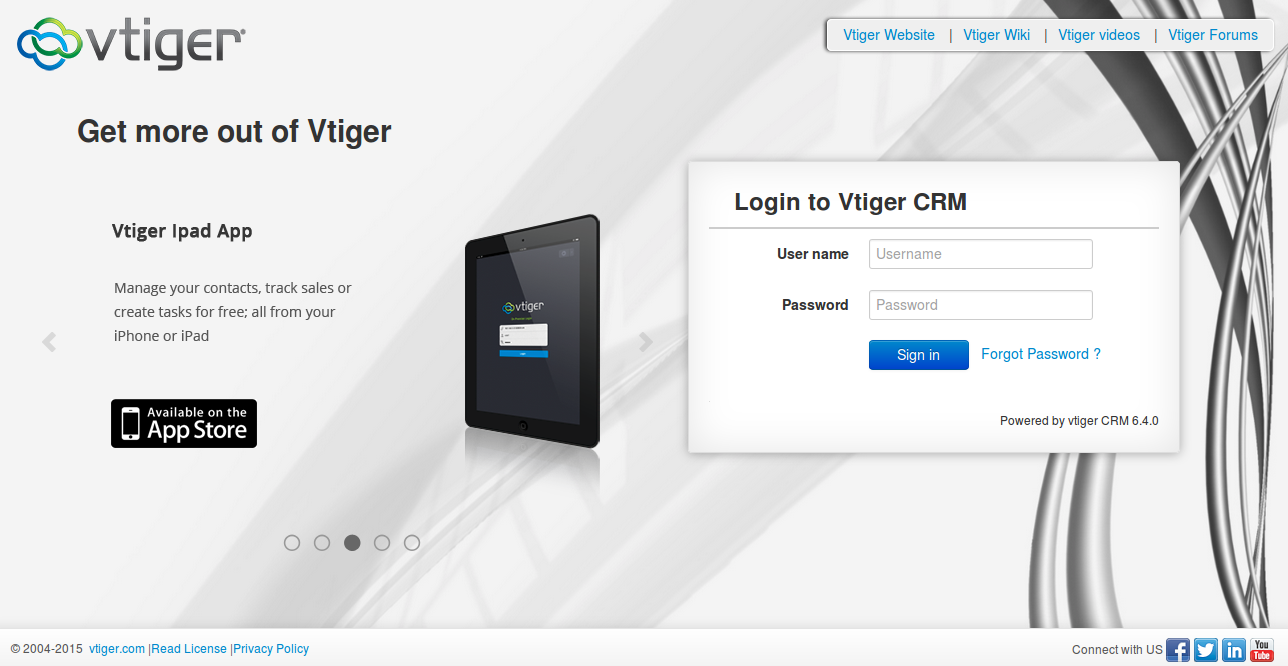 vtiger
Vtiger Website | Vtiger Wiki | Vtiger videos | Vtiger Forums
Get more out of Vtiger
Vtiger Ipad App
Manage your contacts, track sales or
create tasks for free; all from your
iPhone or iPad
Available on the
App Store
vtiger
Login to Vtiger CRM
User name Username
Password Password
Sign in Forgot Password ?
Powered by vtiger CRM 6.4.0
© 2004-2015 vtiger.com |Read License |Privacy Policy
Connect with US
You
Tube